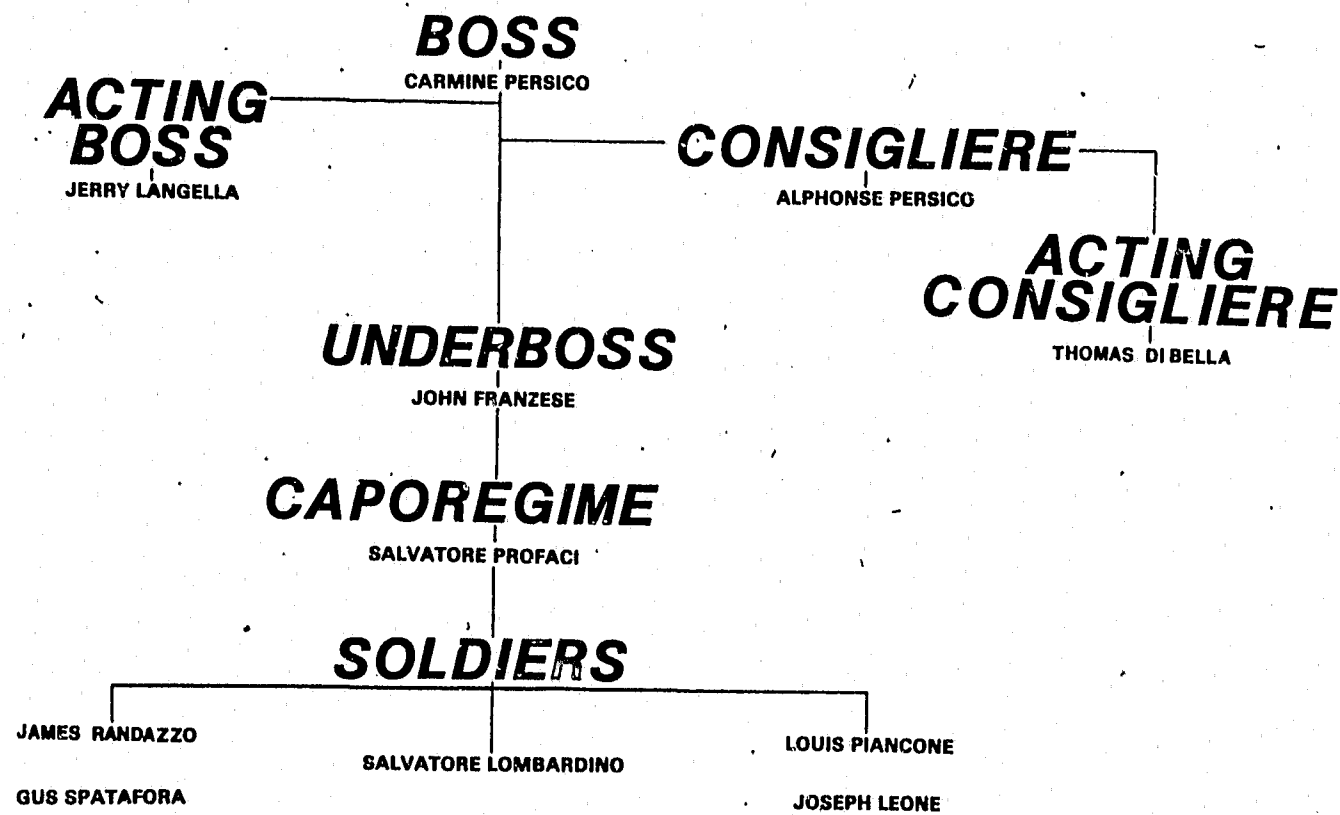 BOSS
CARMINE PERSICO
ACTING
BOSS
JERRY LANGELLA
CONSIGLIERE
ALPHONSE PERSICO
ACTING
CONSIGLIERE
THOMAS DI BELLA
UNDERBOSS
JOHN FRANZESE
CAPOREGIME
SALVATORE PROFACI
SOLDIERS
JAMES RANDAZZO
GUS SPATAFORA
SALVATORE LOMBARDINO
LOUIS PIANCONE
JOSEPH LEONE